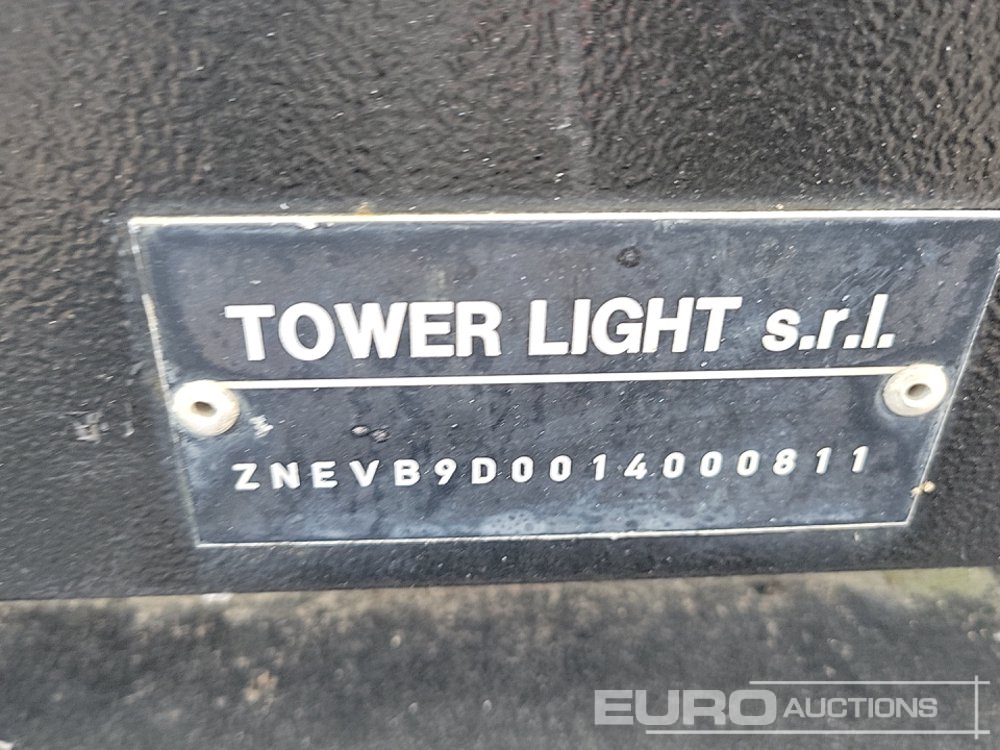 TOWER LIGHT s.r.l.
ZNEVB9D0014000811
EURO AUCTIONS